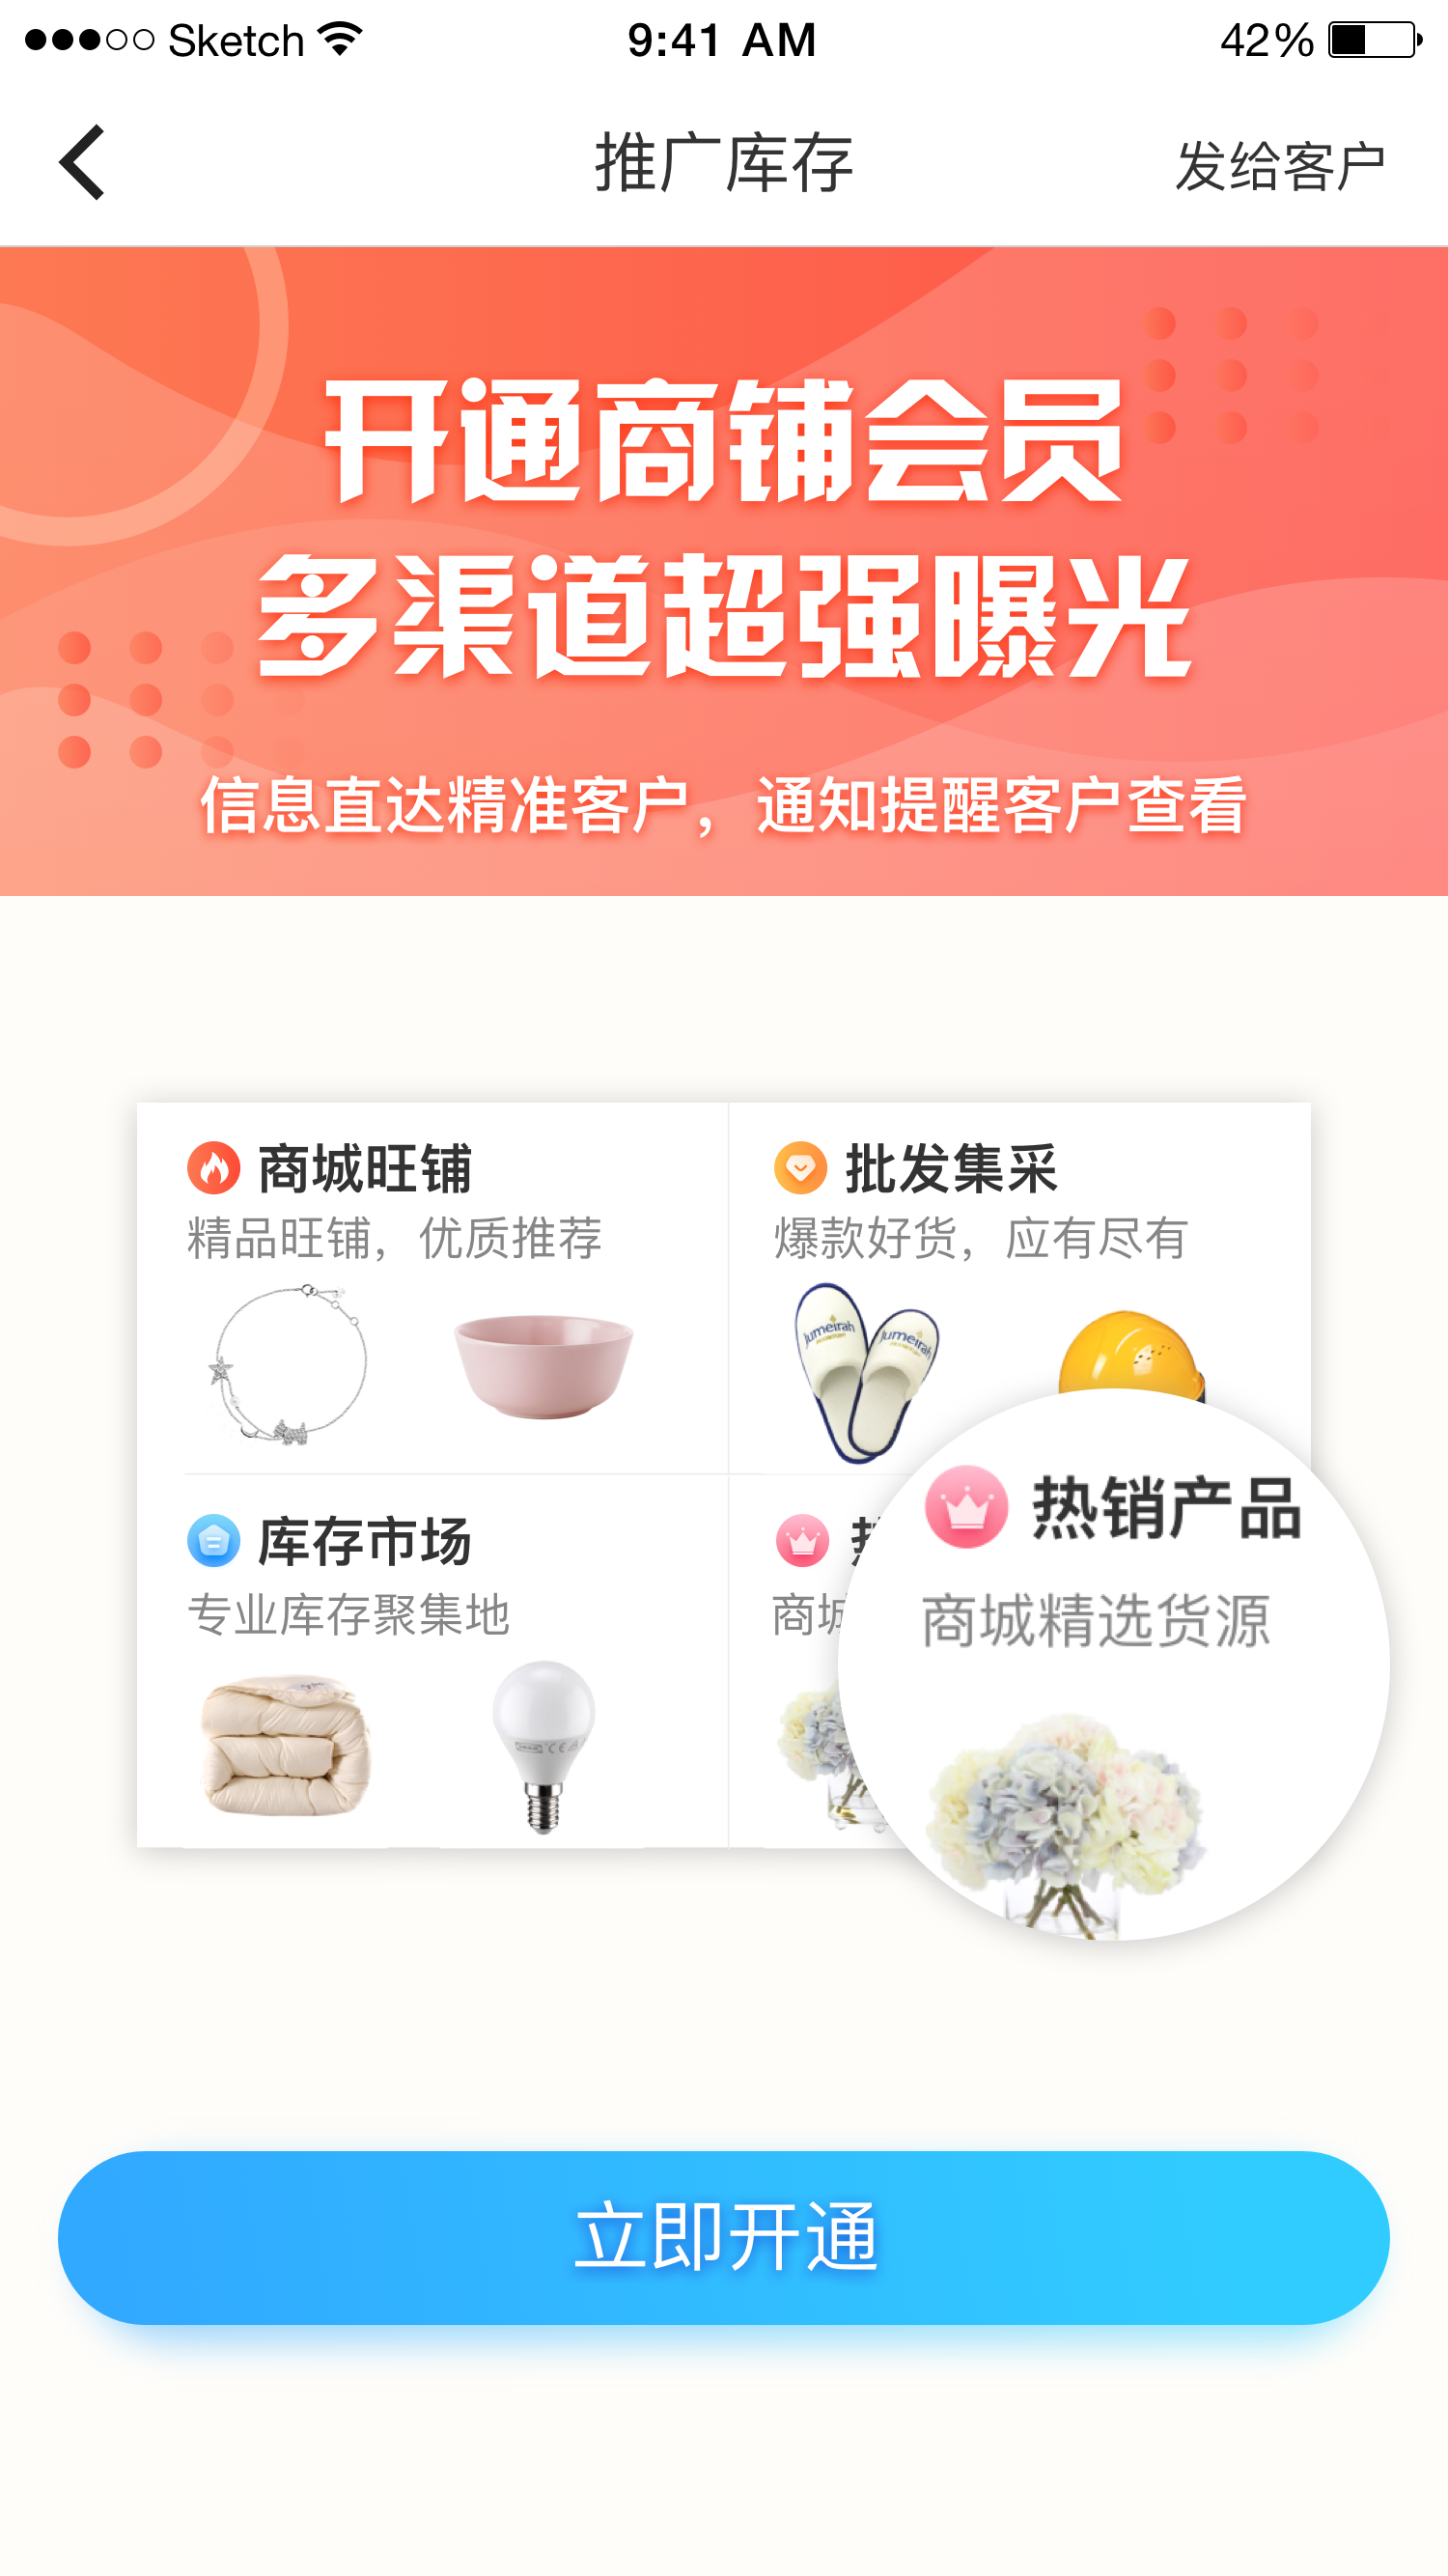 Sketch 9:41 AM 42%
推广库存 发给客户
开通商铺会员
多渠道超强曝光
信息直达精准客户，通知提醒客户查看
商城旺铺 批发集采
精品旺铺，优质推荐 爆款好货，应有尽有
Jumeirah Jumeirah
库存市场 热销产品
专业库存聚集地 商城 商城精选货源
立即开通